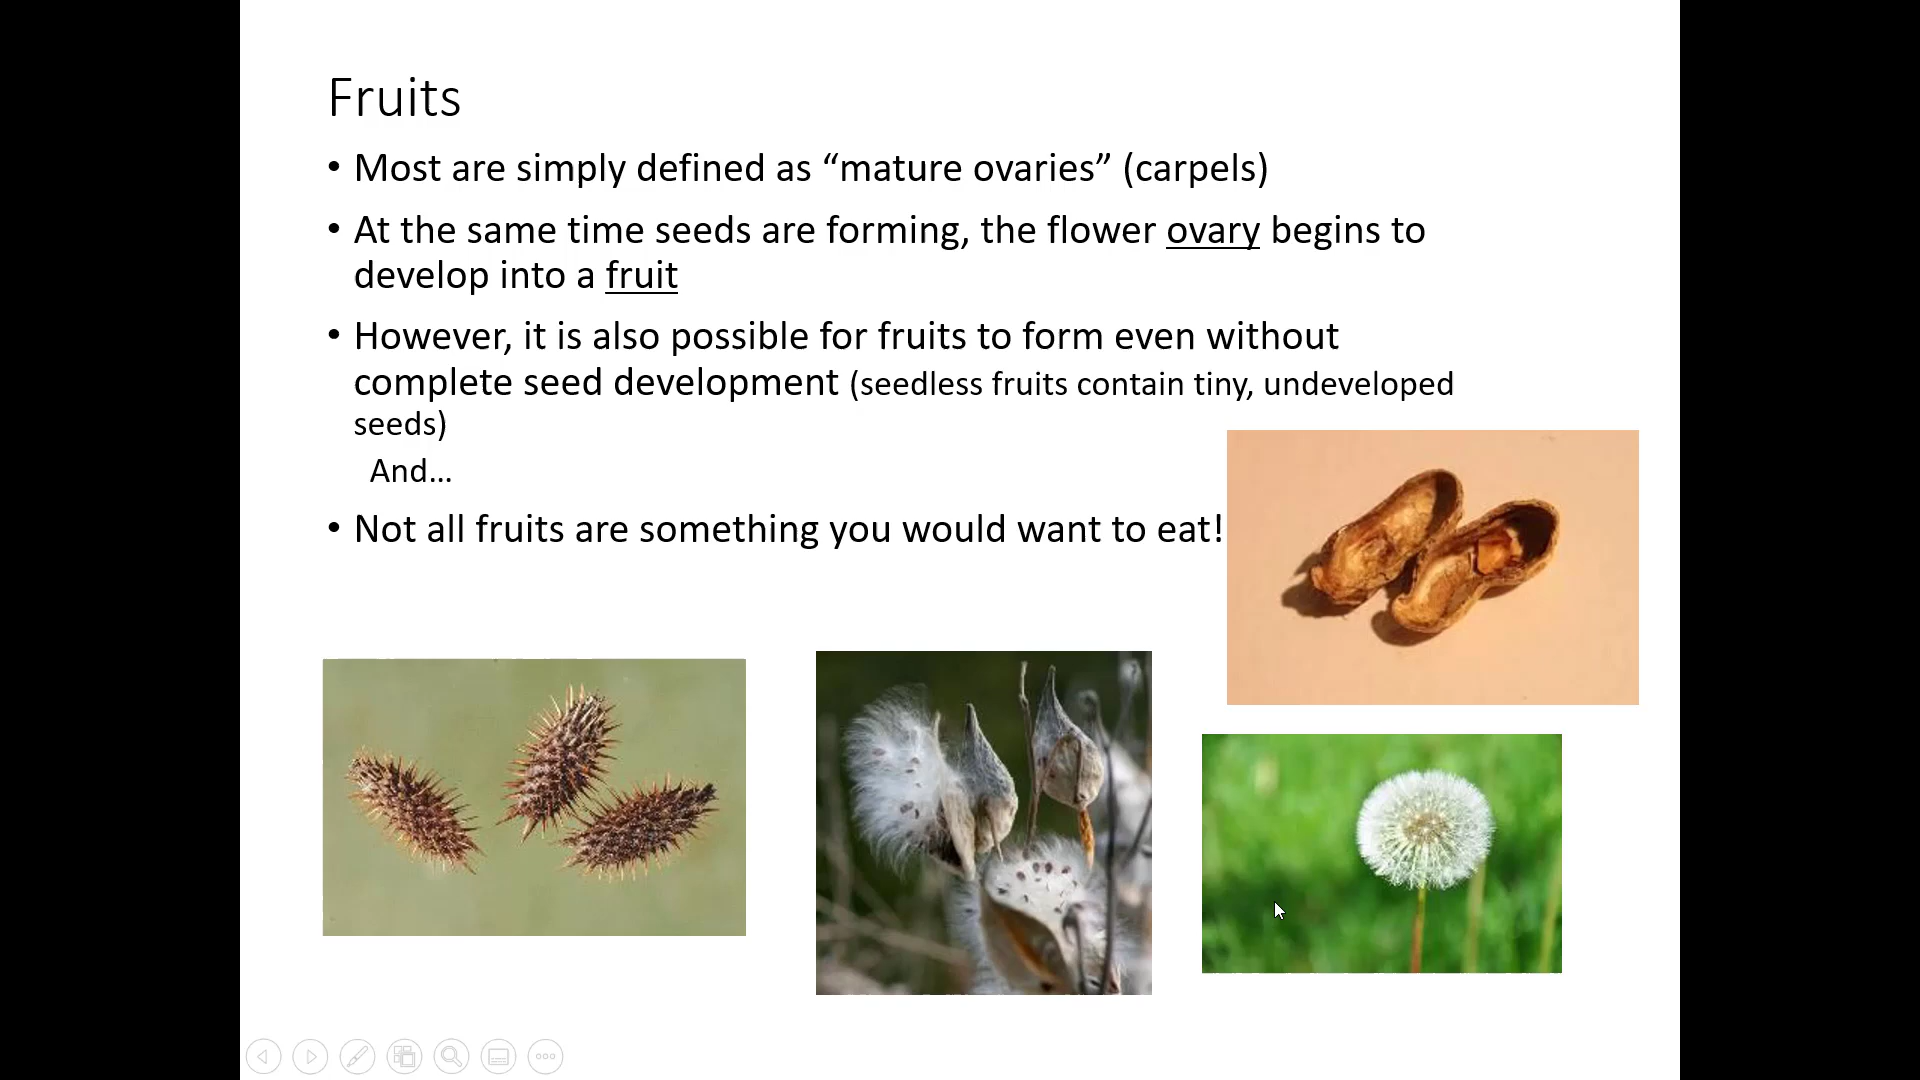 Fruits
• Most are simply defined as “mature ovaries” (carpels)
• At the same time seeds are forming, the flower ovary begins to
develop into a fruit
• However, it is also possible for fruits to form even without
complete seed development (seedless fruits contain tiny, undeveloped
seeds)
And…
• Not all fruits are something you would want to eat!